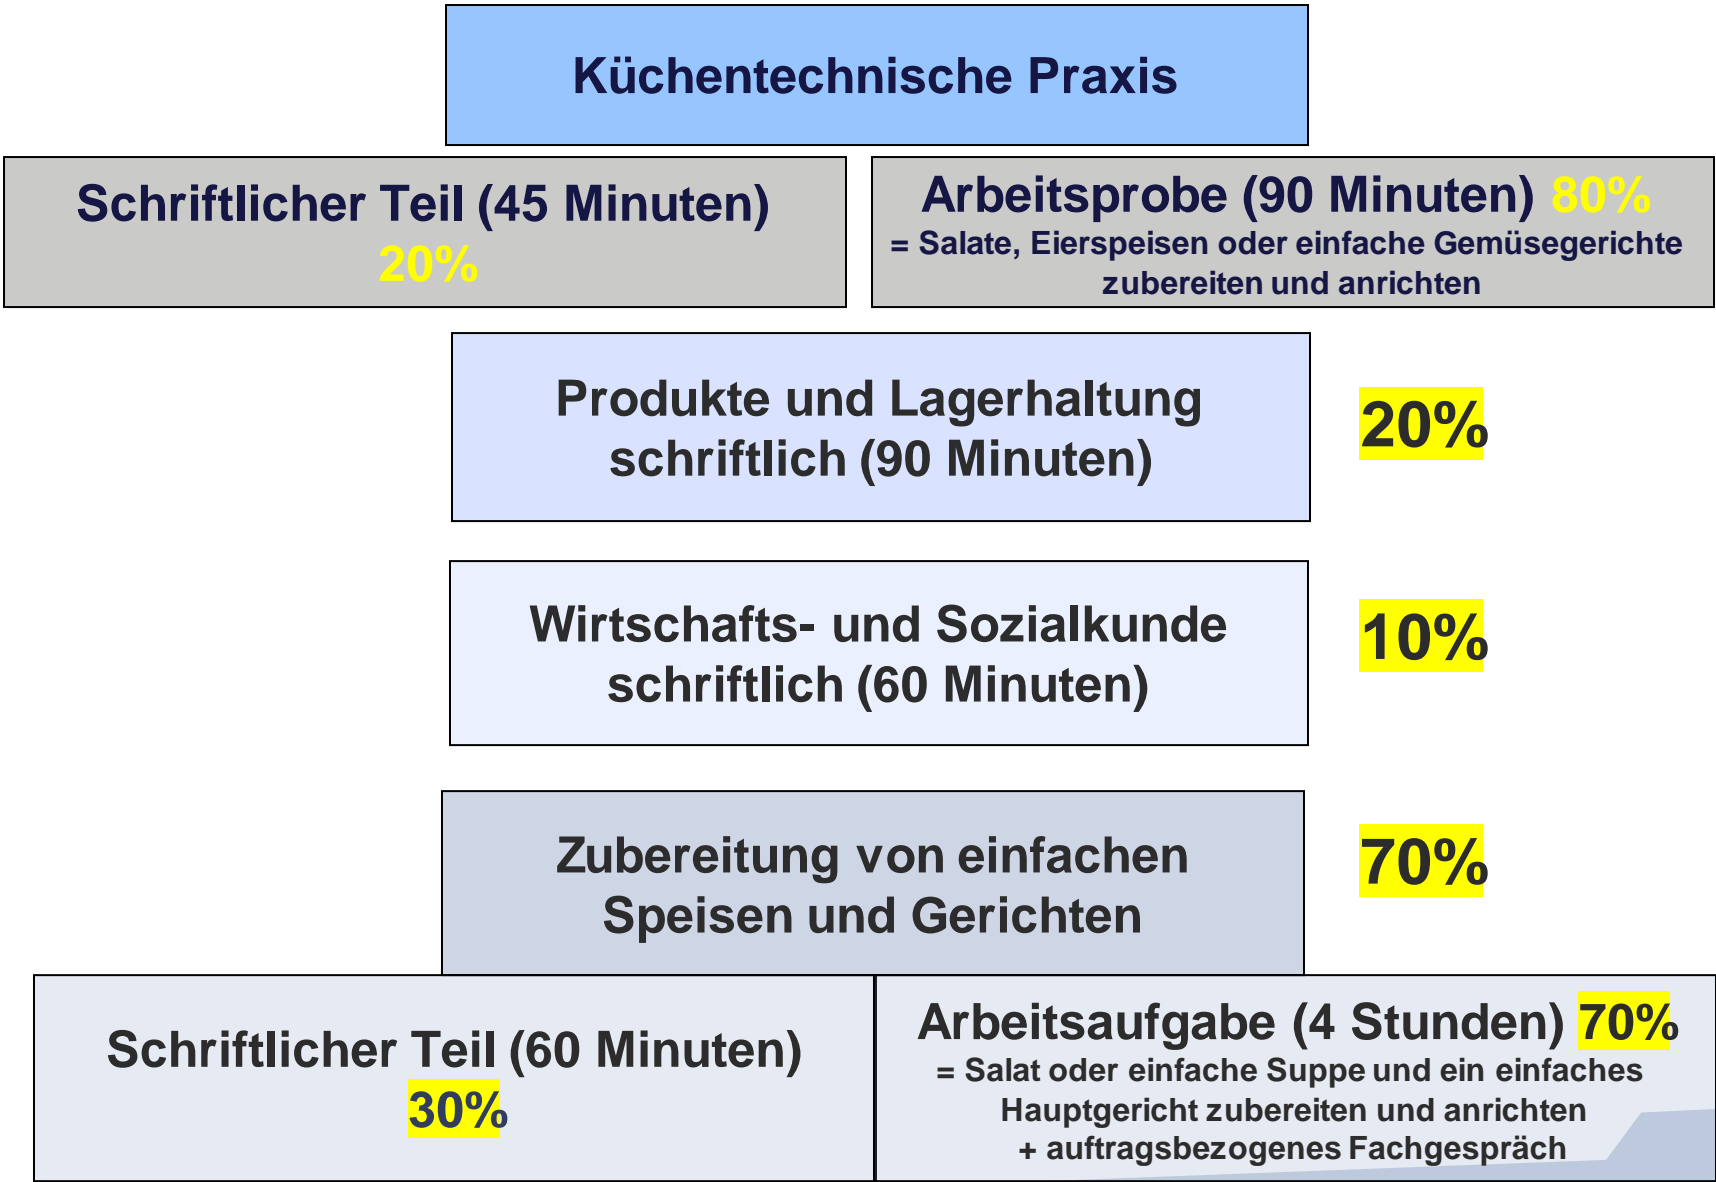 Küchentechnische Praxis
Schriftlicher Teil (45 Minuten)
20%
Arbeitsprobe (90 Minuten) 80%
= Salate, Eierspeisen oder einfache Gemüsegerichte
zubereiten und anrichten
Produkte und Lagerhaltung
schriftlich (90 Minuten)
20%
Wirtschafts- und Sozialkunde
schriftlich (60 Minuten)
10%
Zubereitung von einfachen
Speisen und Gerichten
70%
Schriftlicher Teil (60 Minuten)
30%
Arbeitsaufgabe (4 Stunden) 70%
= Salat oder einfache Suppe und ein einfaches
Hauptgericht zubereiten und anrichten
+ auftragsbezogenes Fachgespräch